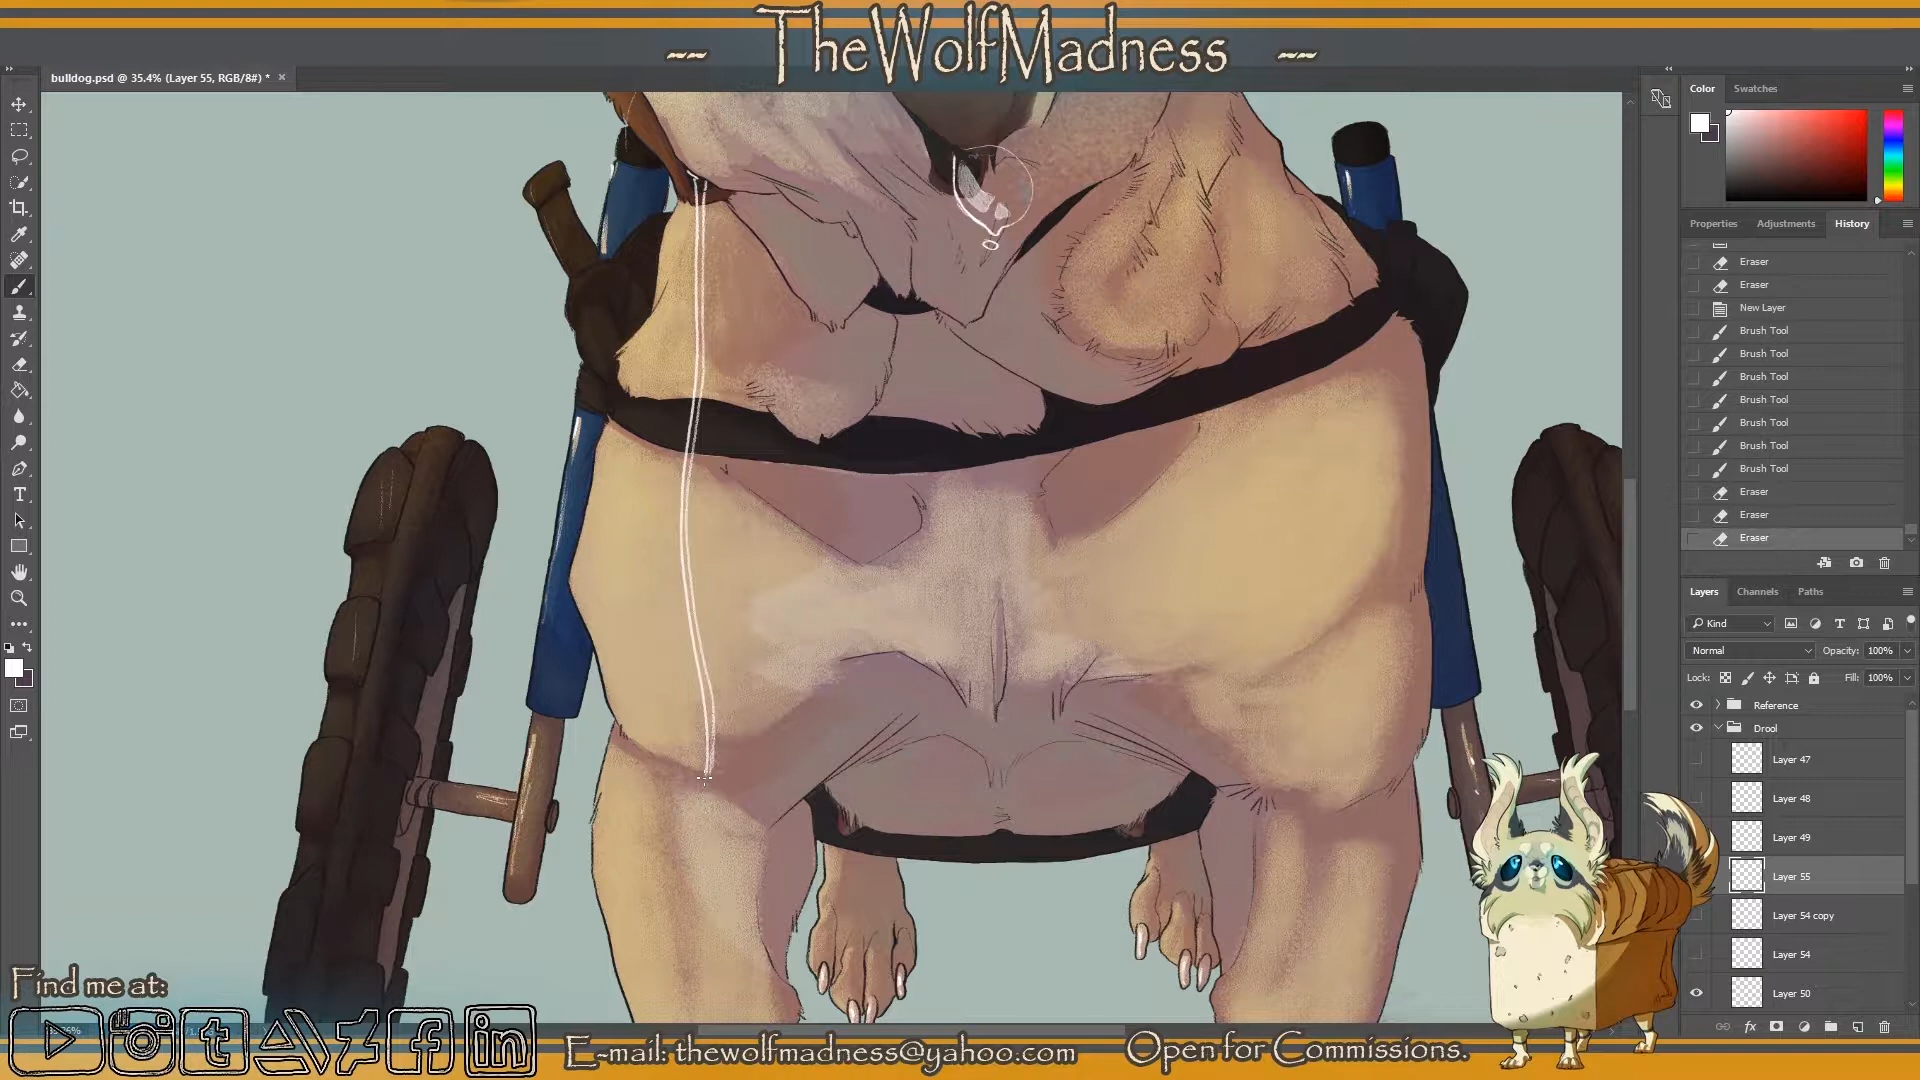 -- TheWolfMadness --
bulldog.psd @ 35.4% (Layer 55, RGB/8#) * ×
Color Swatches
Properties Adjustments History
Eraser
Eraser
New Layer
Brush Tool
Brush Tool
Brush Tool
Brush Tool
Brush Tool
Brush Tool
Brush Tool
Eraser
Eraser
Eraser
Layers Channels Paths
Kind
Normal Opacity: 100%
Lock: Fill: 100%
Reference
Drool
Layer 47
Layer 48
Layer 49
Layer 55
Layer 54 copy
Layer 54
Layer 50
Find me at:
E-mail: thewolfmadness@yahoo.com Open for Commissions.